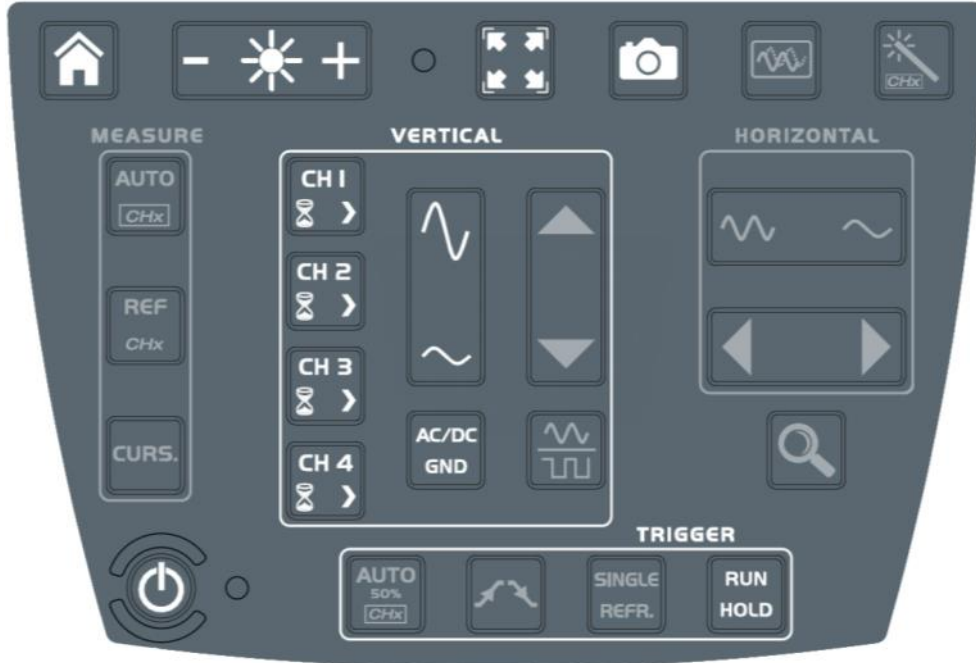 - +
CHx
MEASURE
VERTICAL
HORIZONTAL
AUTO
CHx
CH 1
CH 2
REF
CHx
CH 3
CURS.
AC/DC
GND
CH 4
TRIGGER
AUTO
50%
CHx
SINGLE
REFR.
RUN
HOLD